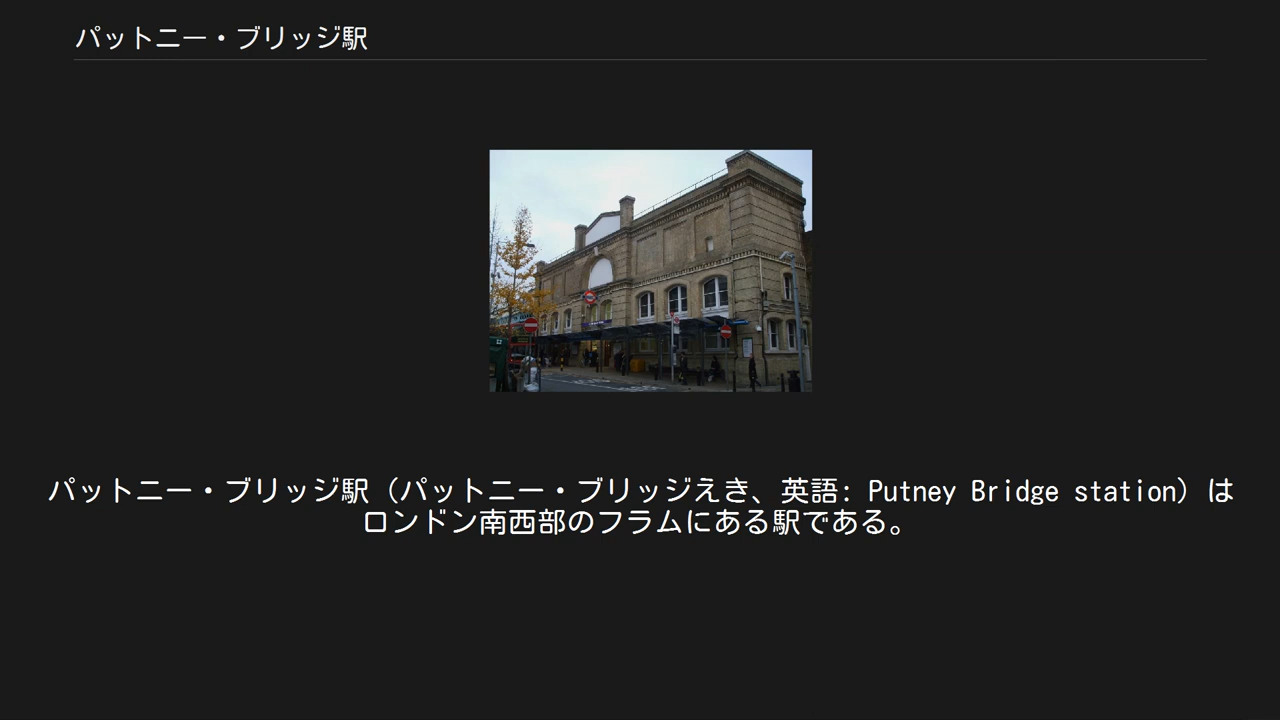 パットニー・ブリッジ駅
パットニー・ブリッジ駅（パットニー・ブリッジえき、英語: Putney Bridge station）は
ロンドン南西部のフラムにある駅である。